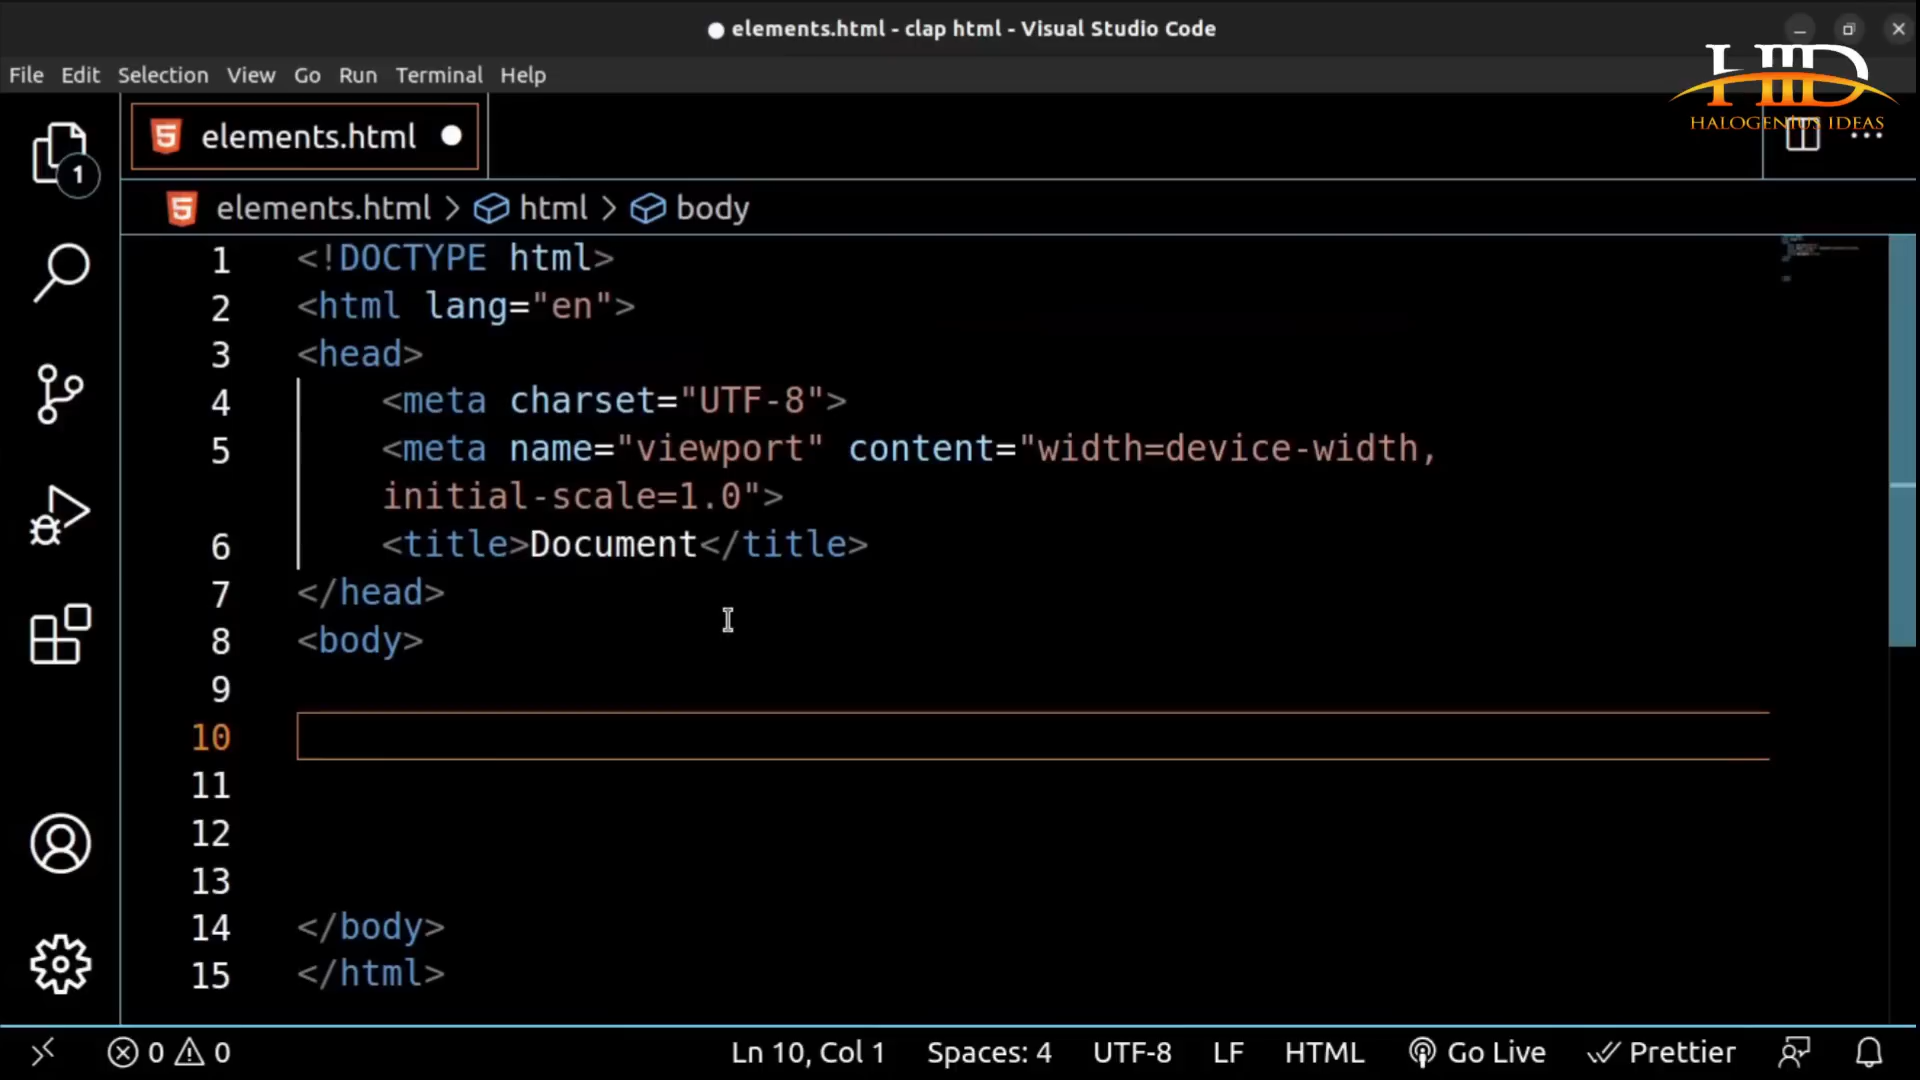 elements.html - clap html - Visual Studio Code
File Edit Selection View Go Run Terminal Help
HID
HALOGENIUS IDEAS
1
elements.html
elements.html > html > body
1 <!DOCTYPE html>
2 <html lang="en">
3 <head>
4 <meta charset="UTF-8">
5 <meta name="viewport" content="width=device-width,
initial-scale=1.0">
6 <title>Document</title>
7 </head>
8 <body>
9
10
11
12
13
14 </body>
15 </html>
0 0 Ln 10, Col 1 Spaces: 4 UTF-8 LF HTML Go Live Prettier